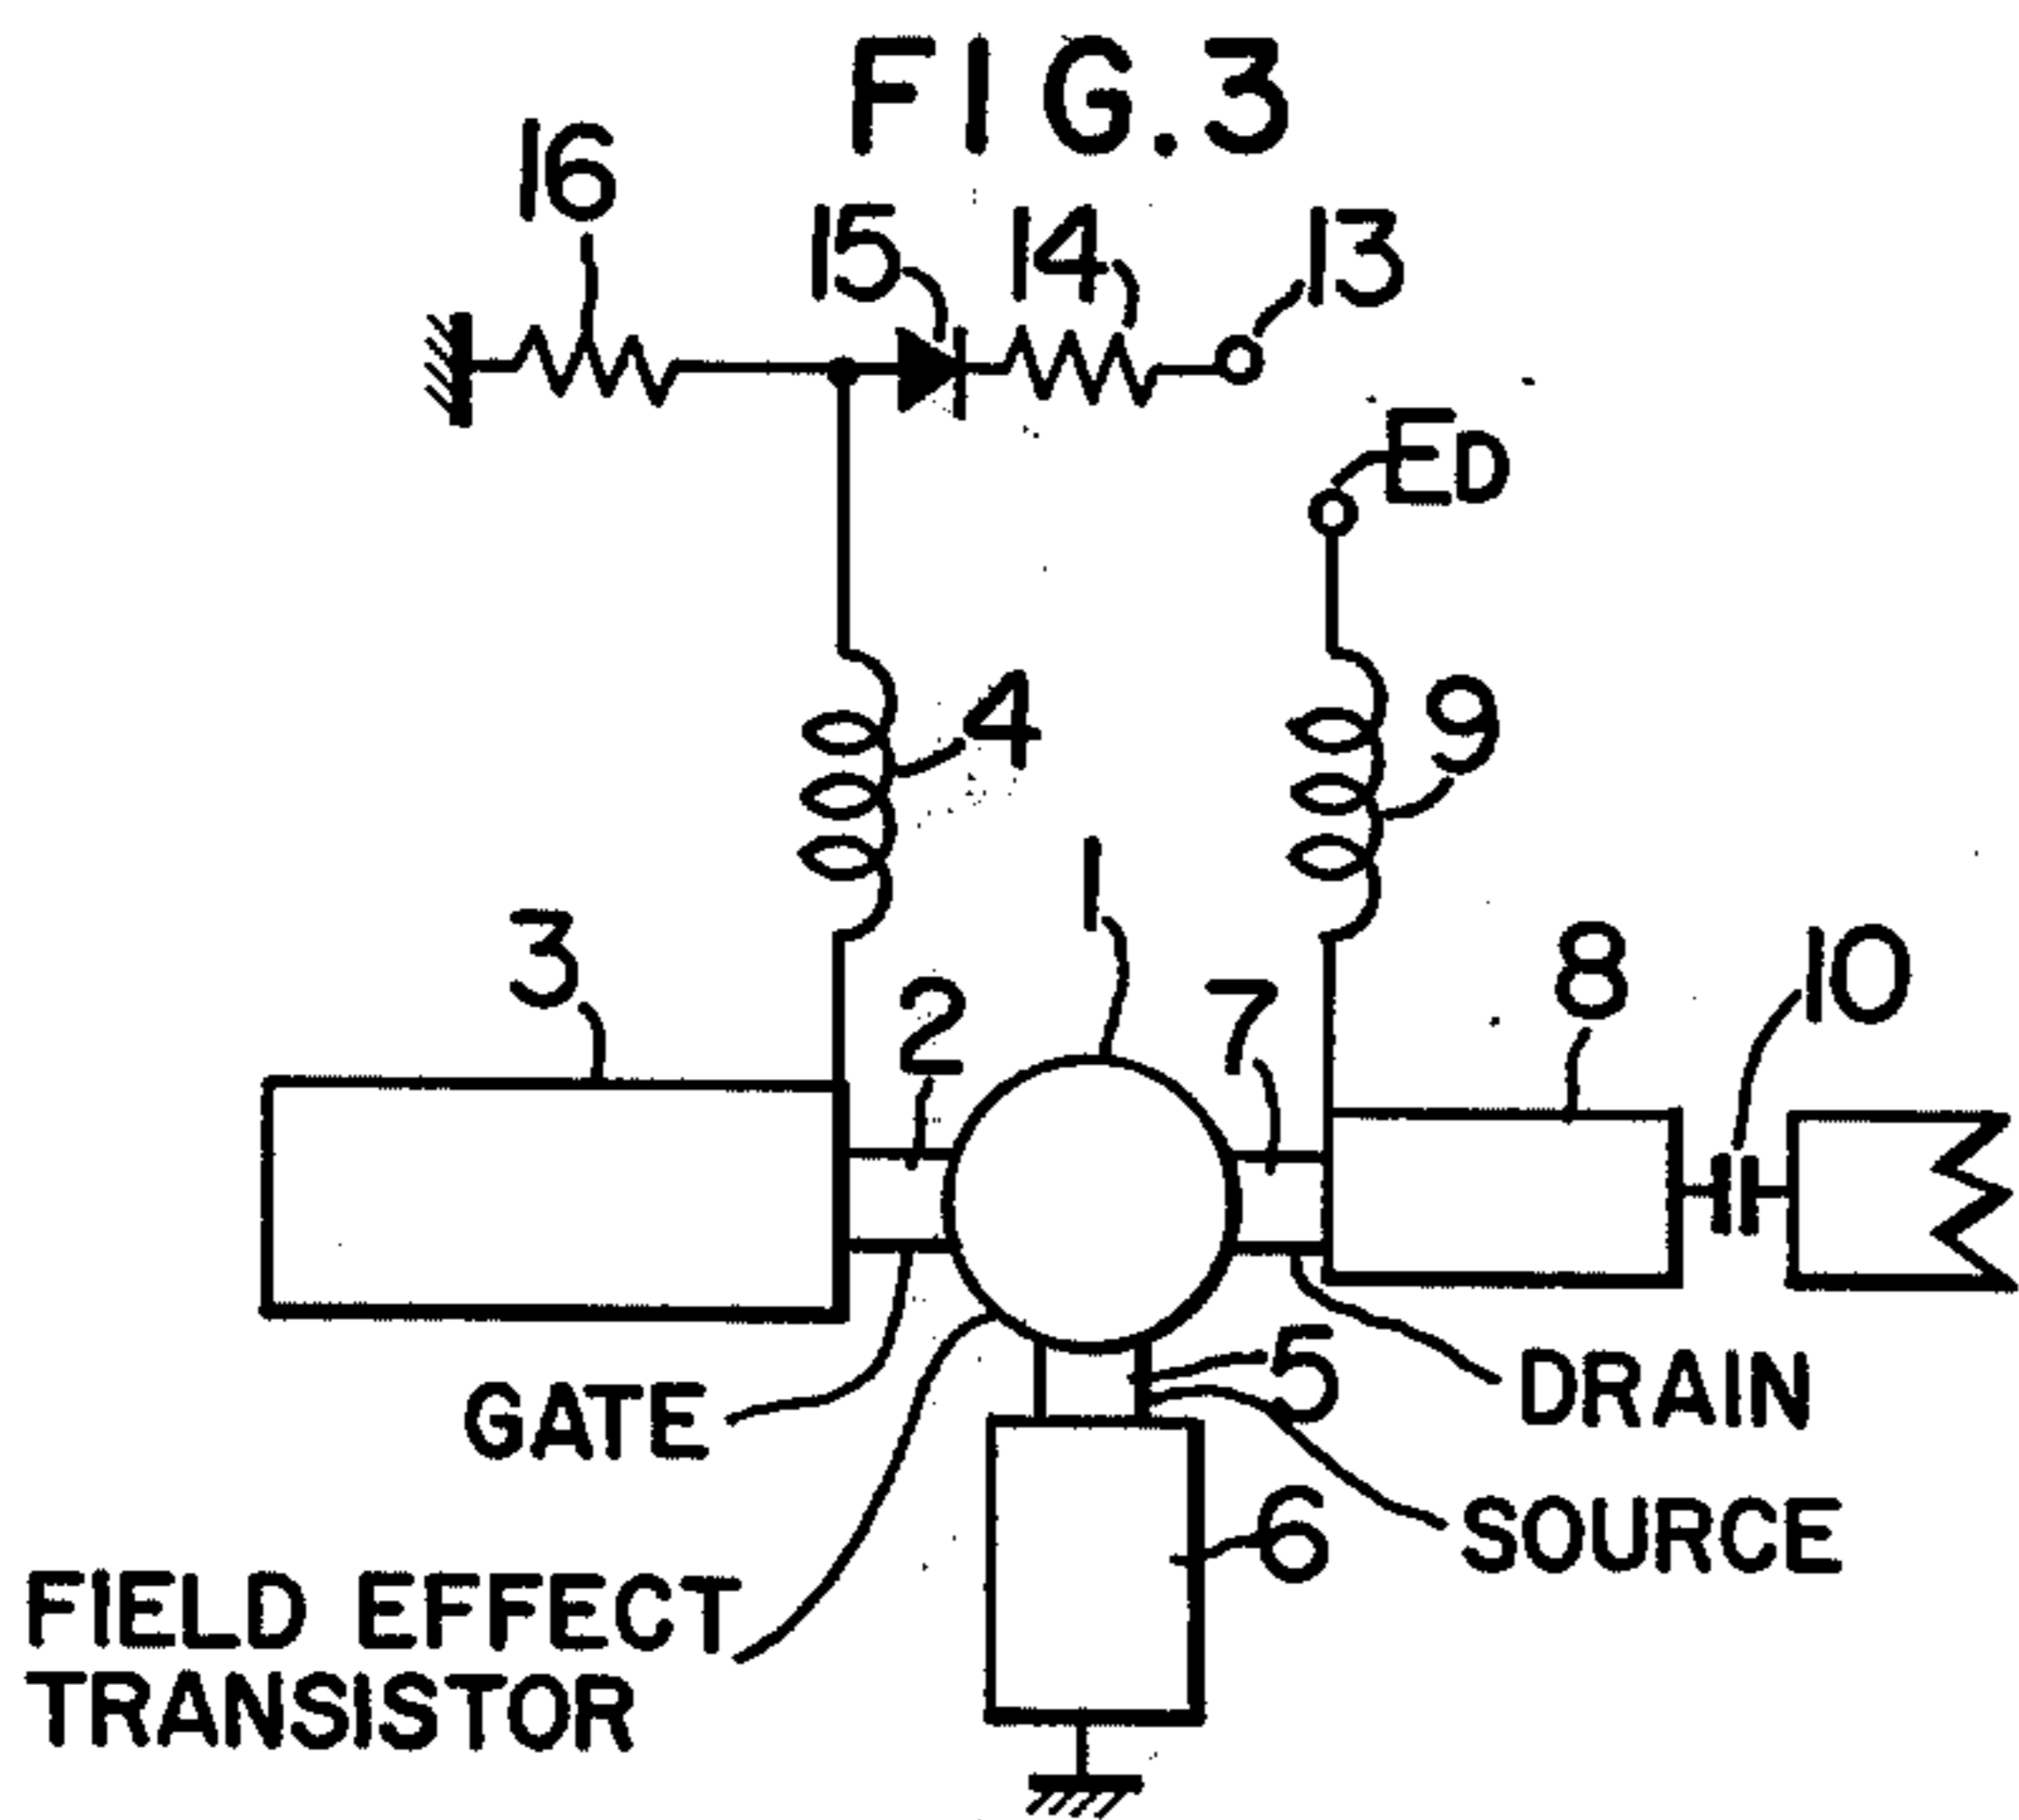 FIG.3
16
15
14
13
ED
4
9
1
3
2
7
8
10
5
GATE
DRAIN
6
SOURCE
FIELD EFFECT
TRANSISTOR